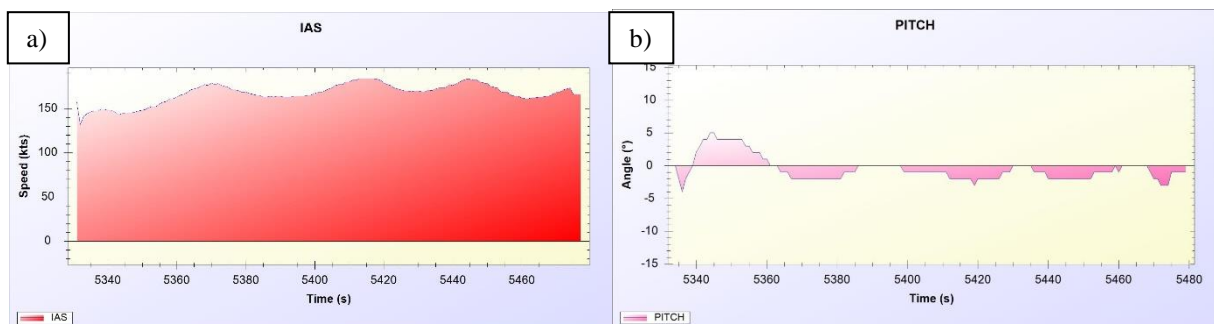 a)
IAS
Speed (kts)
150
100
50
0
5340 5360 5380 5400 5420 5440 5460
Time (s)
IAS
b)
PITCH
Angle (°)
15
10
5
0
-5
-10
-15
5340 5360 5380 5400 5420 5440 5460 5480
Time (s)
PITCH